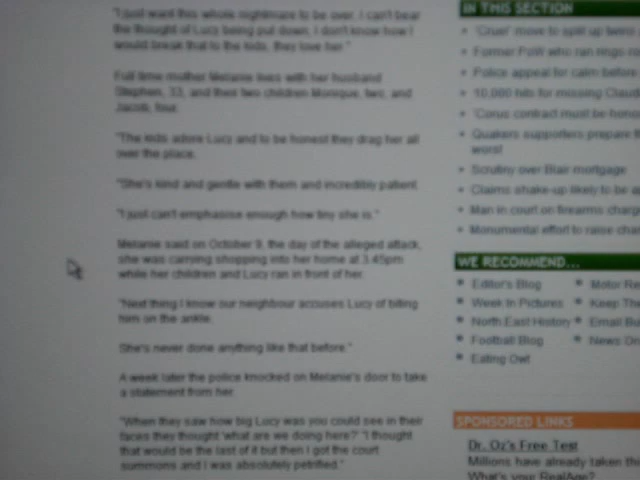 "I just want this whole nightmare to be over, I can't bear
the thought of Lucy being put down, I don't know how I
would break that to the kids, they love her."
Full time mother Melanie lives with her husband
Stephen, 33, and their two children Monique, two, and
Jacob, four.
"The kids adore Lucy and to be honest they drag her all
over the place.
"She's kind and gentle with them and incredibly patient.
"I just can't emphasise enough how tiny she is."
Melanie said on October 9, the day of the alleged attack,
she was carrying shopping into her home at 3.45pm
while her children and Lucy ran in front of her.
"Next thing I know our neighbour accuses Lucy of biting
him on the ankle.
She's never done anything like that before."
A week later the police knocked on Melanie's door to take
a statement from her.
"When they saw how big Lucy was you could see in their
faces they thought 'what are we doing here?' "I thought
that would be the last of it but then I got the court
summons and I was absolutely petrified."
IN THIS SECTION
'Cruel' move to split up twins
Former PoW who ran rings
Police appeal for calm before
10,000 hits for missing Claud
'Corus contract must be hono
Quakers supporters prepare
worst
Scrutiny over Blair mortgage
Claims shake-up likely to be
Man in court on firearms charg
Monumental effort to raise
WE RECOMMEND...
Editor's Blog
Motor Re
Week In Pictures
Keep The
North East History
Email
Football Blog
News
Eating Owt
SPONSORED LINKS
Dr. Oz's Free Test
Millions have already taken
What's your RealAge?